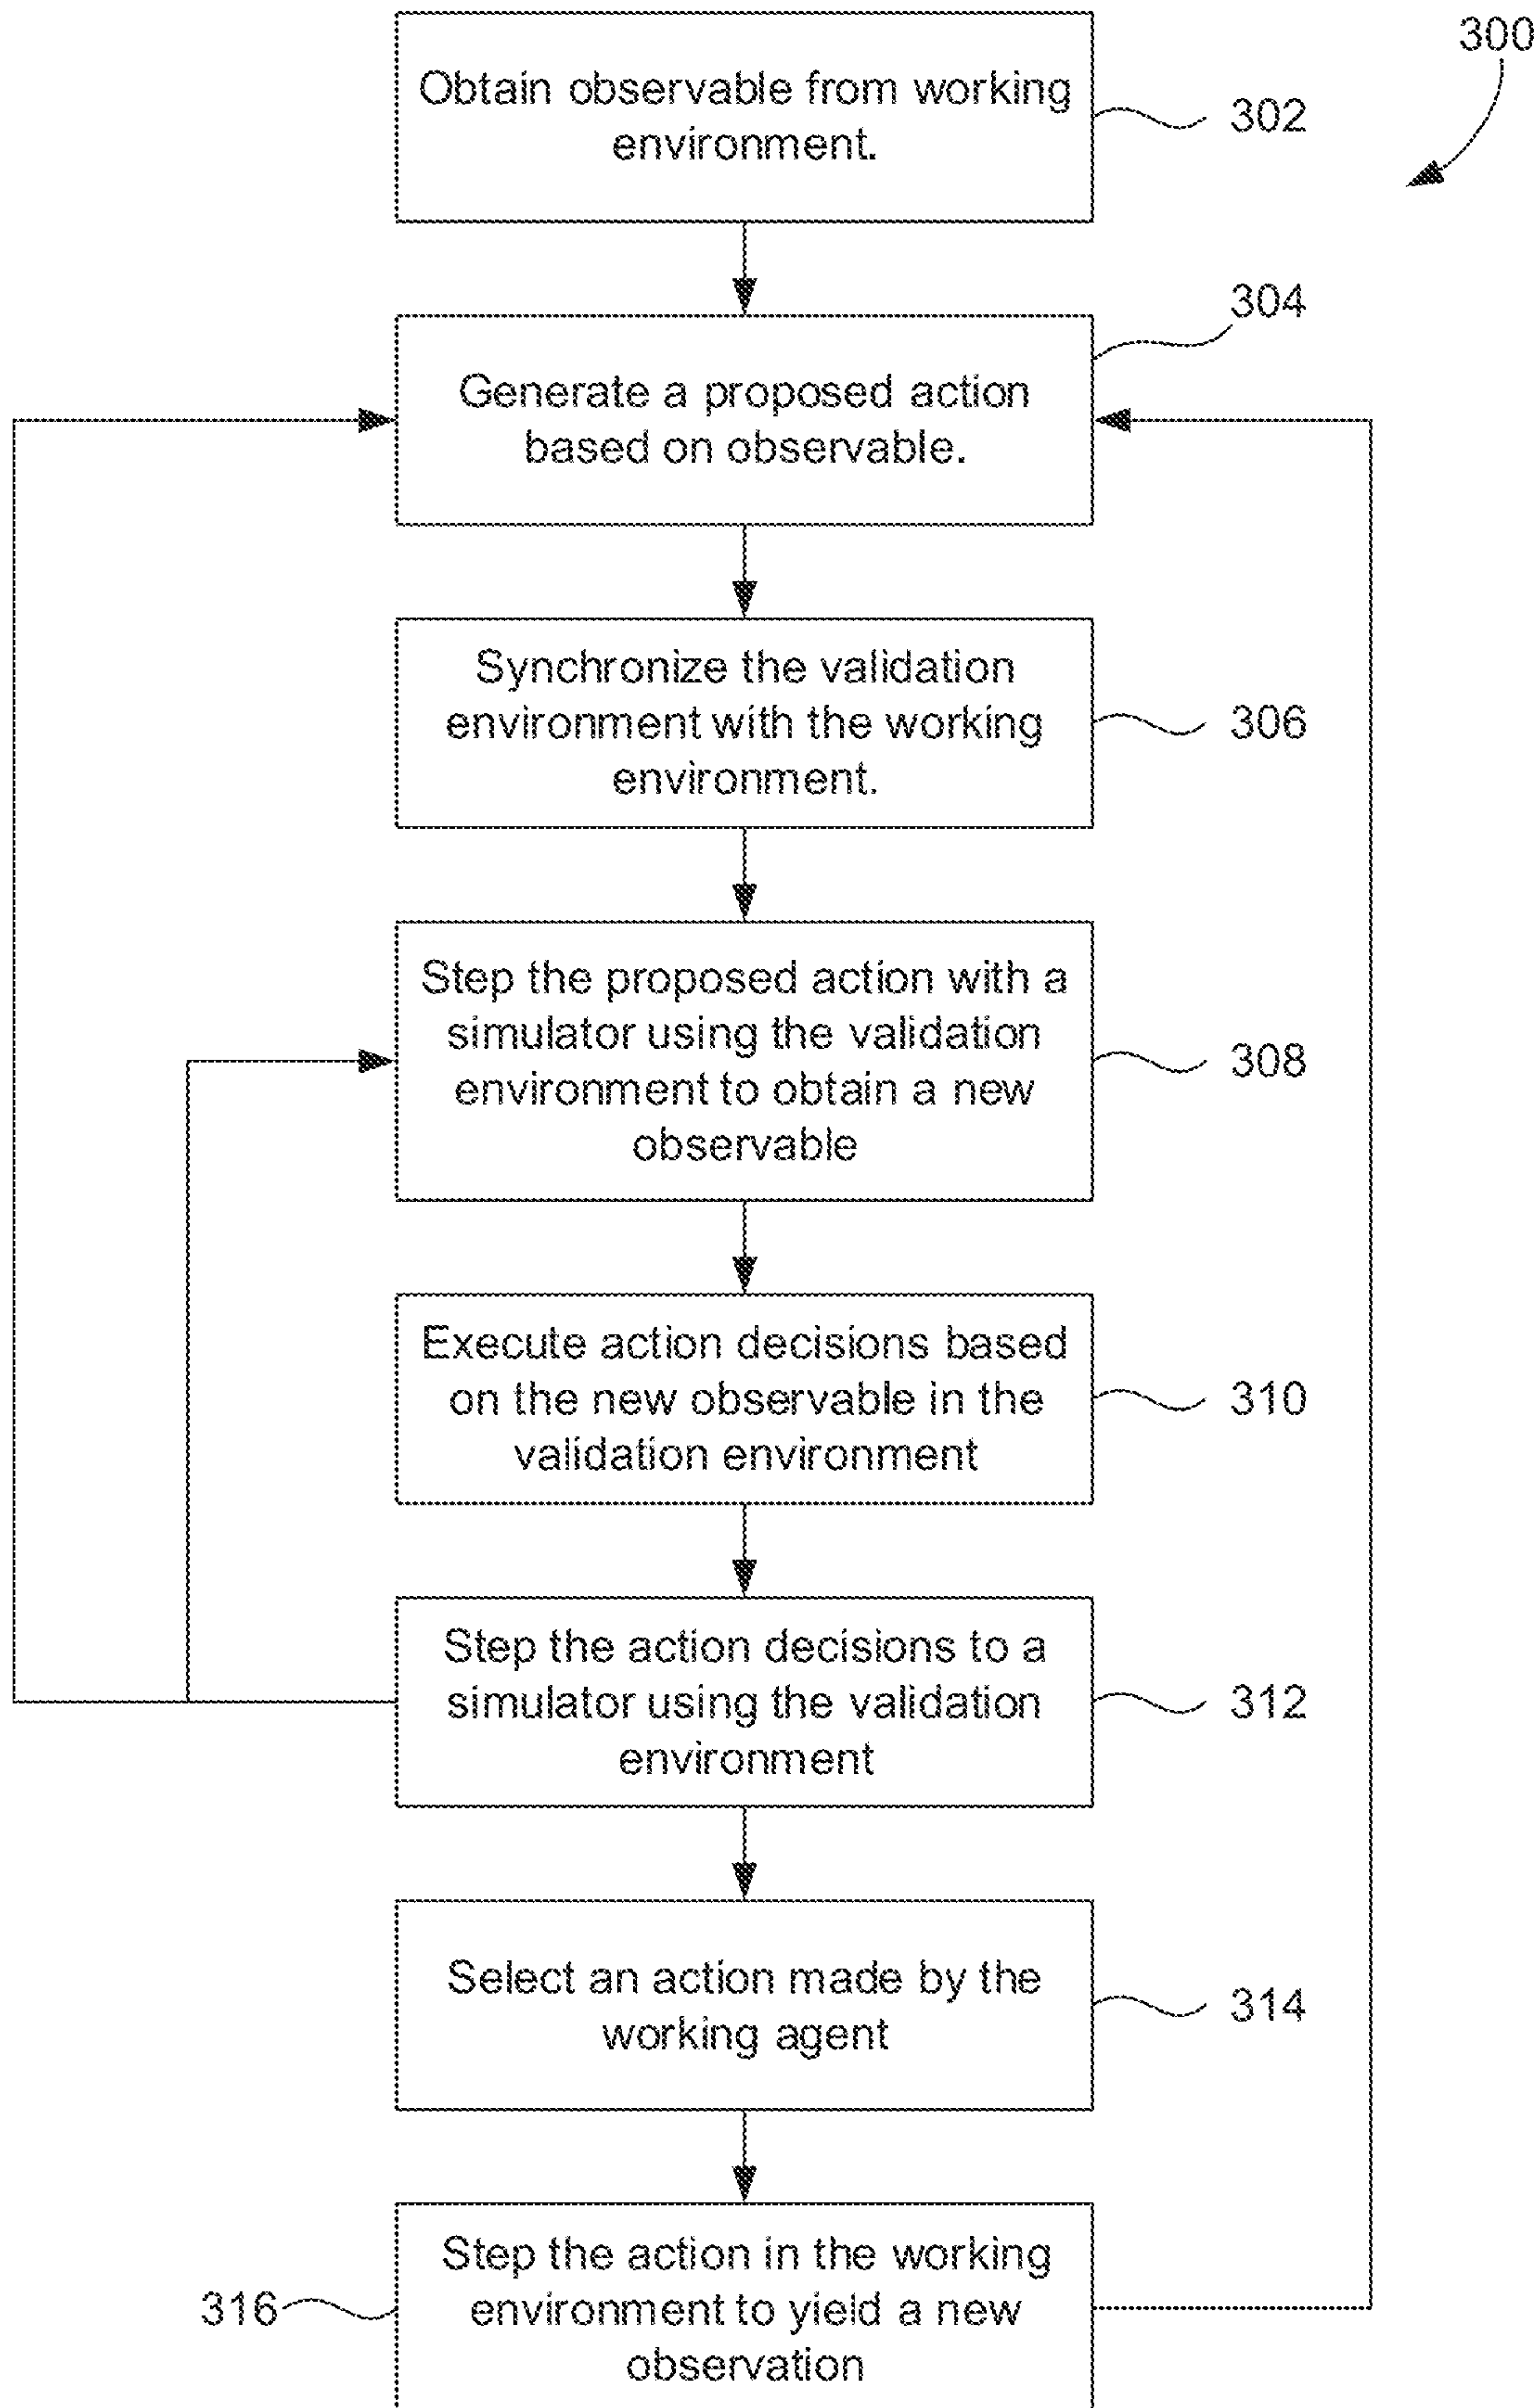 300
Obtain observable from working
environment.
302
304
Generate a proposed action
based on observable.
Synchronize the validation
environment with the working
environment.
306
Step the proposed action with a
simulator using the validation
environment to obtain a new
observable
308
Execute action decisions based
on the new observable in the
validation environment
310
Step the action decisions to a
simulator using the validation
environment
312
Select an action made by the
working agent
314
Step the action in the working
environment to yield a new
observation
316